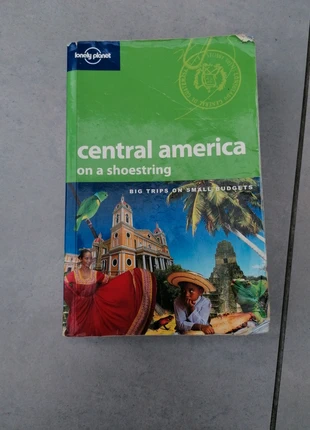 lonely planet
central america
on a shoestring
BIG TRIPS ON SMALL BUDGETS